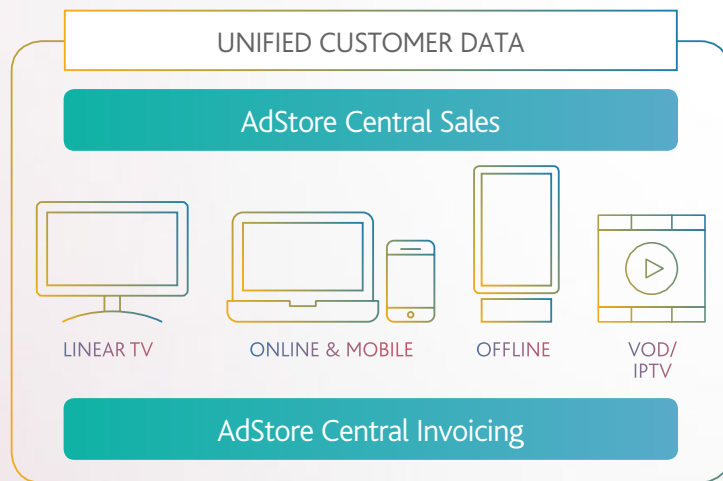 UNIFIED CUSTOMER DATA
AdStore Central Sales
LINEAR TV
ONLINE & MOBILE
OFFLINE
VOD/
IPTV
AdStore Central Invoicing